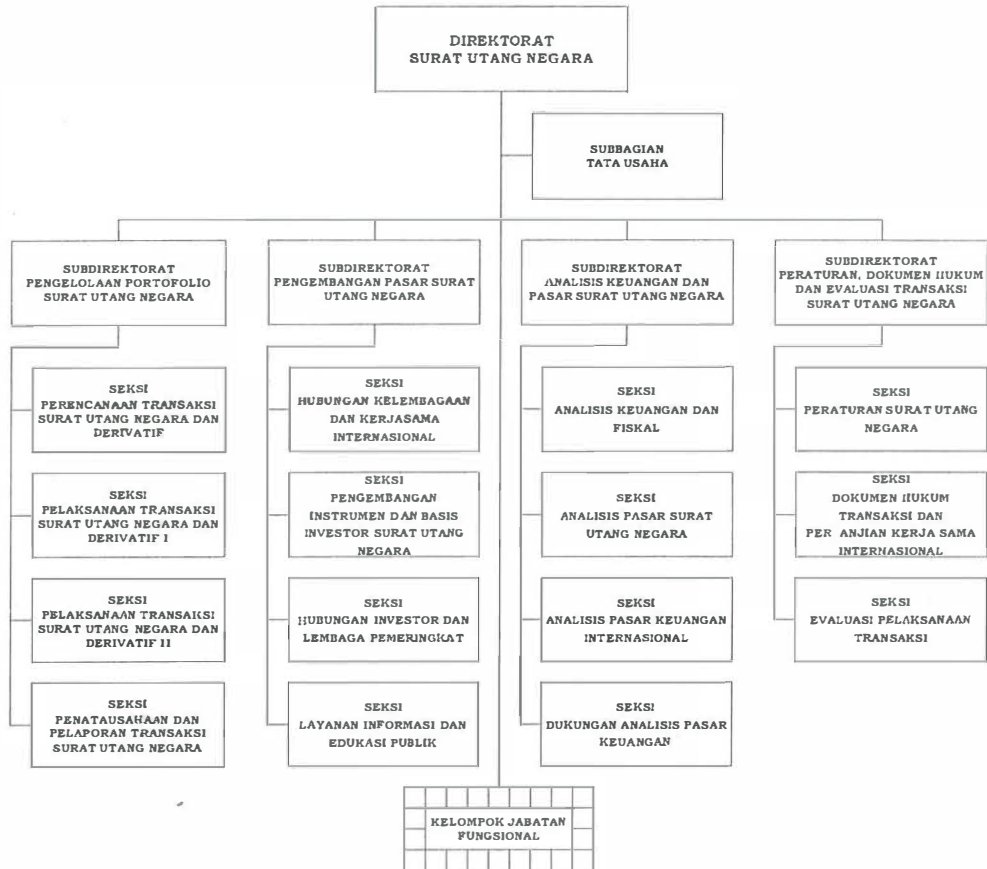 DIREKTORAT
SURAT UTANG NEGARA
SUBBAGIAN
TATA USAHA
SUBDIREKTORAT
PENGELOLAAN PORTOFOLIO
SURAT UTANG NEGARA
SEKSI
PERENCANAAN TRANSAKSI
SURAT UTANG NEGARA DAN
DERIVATIF
SEKSI
PELAKSANAAN TRANSAKSI
SURAT UTANG NEGARA DAN
DERIVATIF I
SEKSI
PELAKSANAAN TRANSAKSI
SURAT UTANG NEGARA DAN
DERIVATIF II
SEKSI
PENATAUSAHAAN DAN
PELAPORAN TRANSAKSI
SURAT UTANG NEGARA
SUBDIREKTORAT
PENGEMBANGAN PASAR SURAT
UTANG NEGARA
SEKSI
HUBUNGAN KELEMBAGAAN
DAN KERJASAMA
INTERNASIONAL
SEKSI
PENGEMBANGAN
INSTRUMEN DAN BASIS
INVESTOR SURAT UTANG
NEGARA
SEKSI
HUBUNGAN INVESTOR DAN
LEMBAGA PEMERINGKAT
SEKSI
LAYANAN INFORMASI DAN
EDUKASI PUBLIK
SUBDIREKTORAT
ANALISIS KEUANGAN DAN
PASAR SURAT UTANG NEGARA
SEKSI
ANALISIS KEUANGAN DAN
FISKAL
SEKSI
ANALISIS PASAR SURAT
UTANG NEGARA
SEKSI
ANALISIS PASAR KEUANGAN
INTERNASIONAL
SEKSI
DUKUNGAN ANALISIS PASAR
KEUANGAN
SUBDIREKTORAT
PERATURAN, DOKUMEN HUKUM
DAN EVALUASI TRANSAKSI
SURAT UTANG NEGARA
SEKSI
PERATURAN SURAT UTANG
NEGARA
SEKSI
DOKUMEN HUKUM
TRANSAKSI DAN
PER ANJIAN KERJA SAMA
INTERNASIONAL
SEKSI
EVALUASI PELAKSANAAN
TRANSAKSI
KELOMPOK JABATAN
FUNGSIONAL